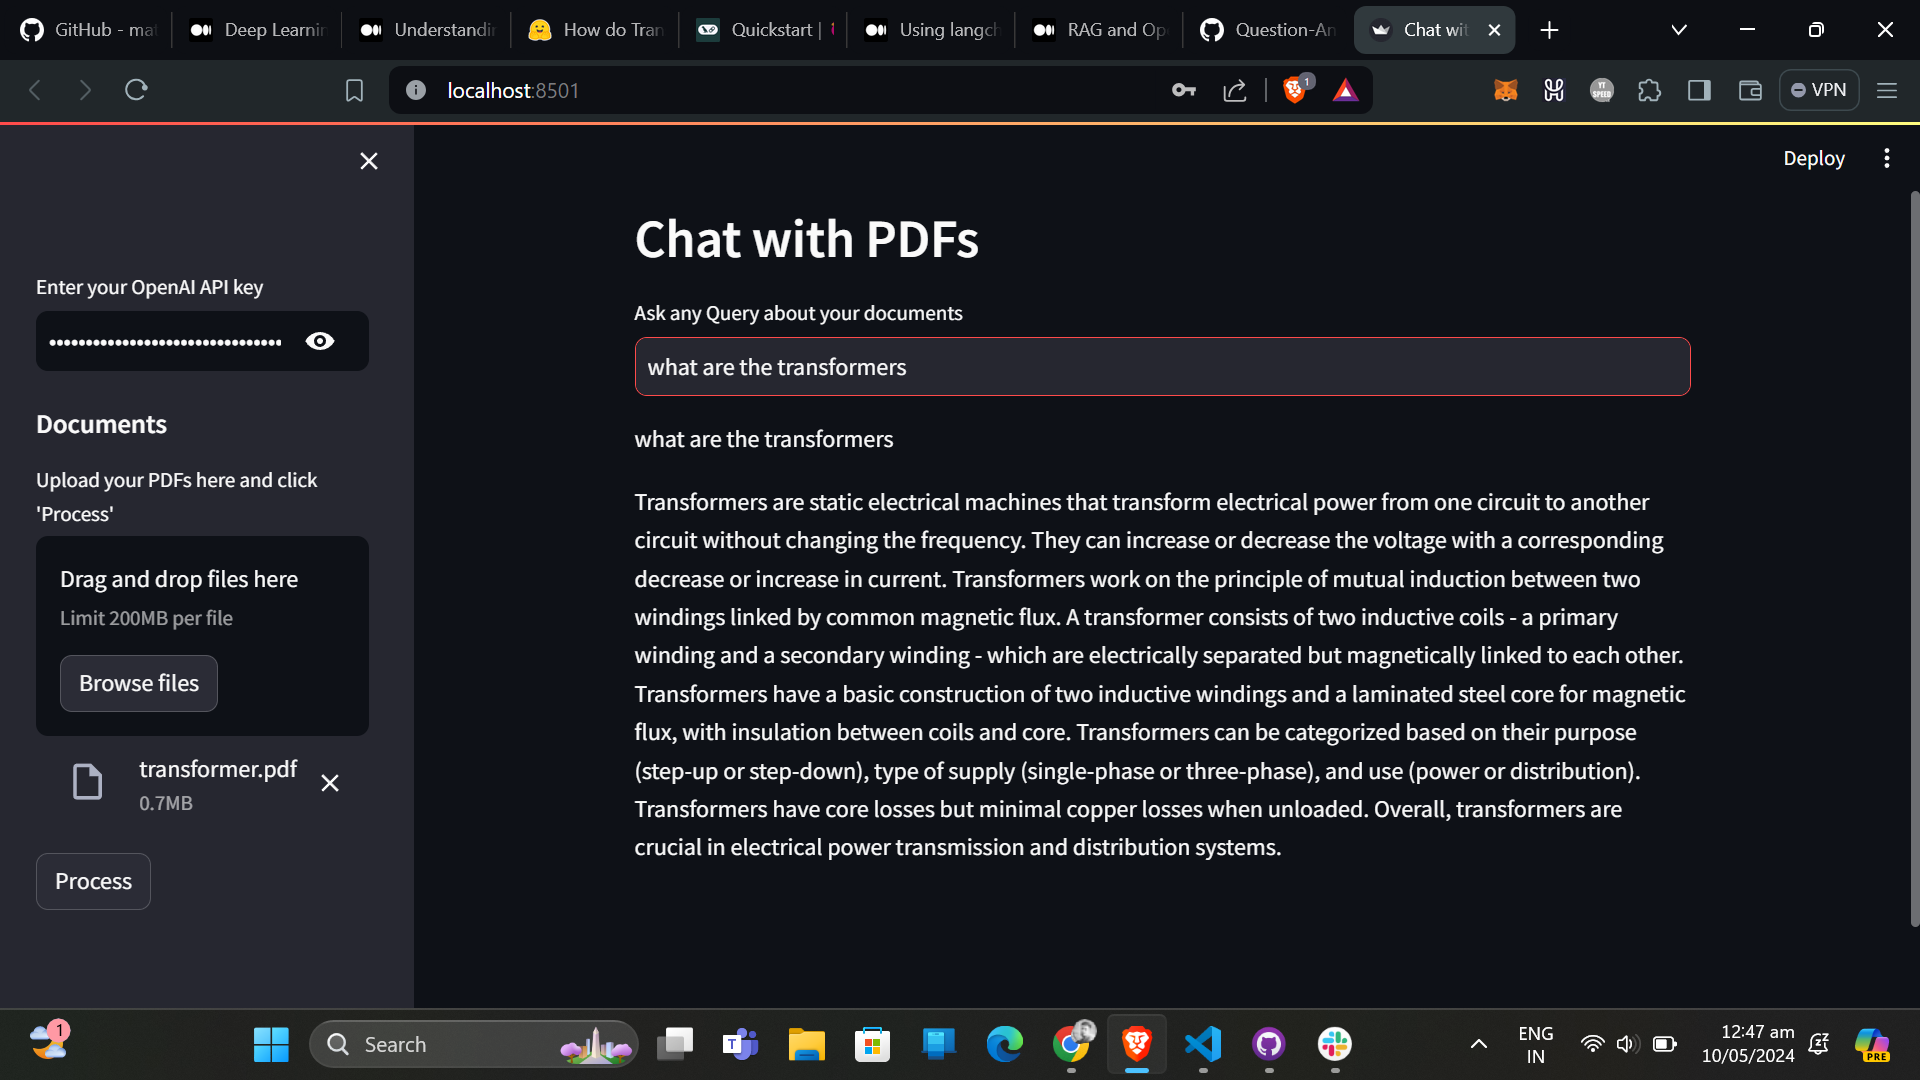 GitHub - ma
Deep Learnin
Understandin
How do Tran
Quickstart |
Using langch
RAG and Op
Question-An
Chat wit
localhost:8501
1
YT SPEED
VPN
Deploy
Chat with PDFs
Enter your OpenAI API key
Ask any Query about your documents
what are the transformers
Documents
what are the transformers
Upload your PDFs here and click
'Process'
Transformers are static electrical machines that transform electrical power from one circuit to another
circuit without changing the frequency. They can increase or decrease the voltage with a corresponding
decrease or increase in current. Transformers work on the principle of mutual induction between two
windings linked by common magnetic flux. A transformer consists of two inductive coils - a primary
winding and a secondary winding - which are electrically separated but magnetically linked to each other.
Transformers have a basic construction of two inductive windings and a laminated steel core for magnetic
flux, with insulation between coils and core. Transformers can be categorized based on their purpose
(step-up or step-down), type of supply (single-phase or three-phase), and use (power or distribution).
Transformers have core losses but minimal copper losses when unloaded. Overall, transformers are
crucial in electrical power transmission and distribution systems.
Drag and drop files here
Limit 200MB per file
Browse files
transformer.pdf
0.7MB
Process
1
Search
ENG
IN
12:47 am
10/05/2024
PRE